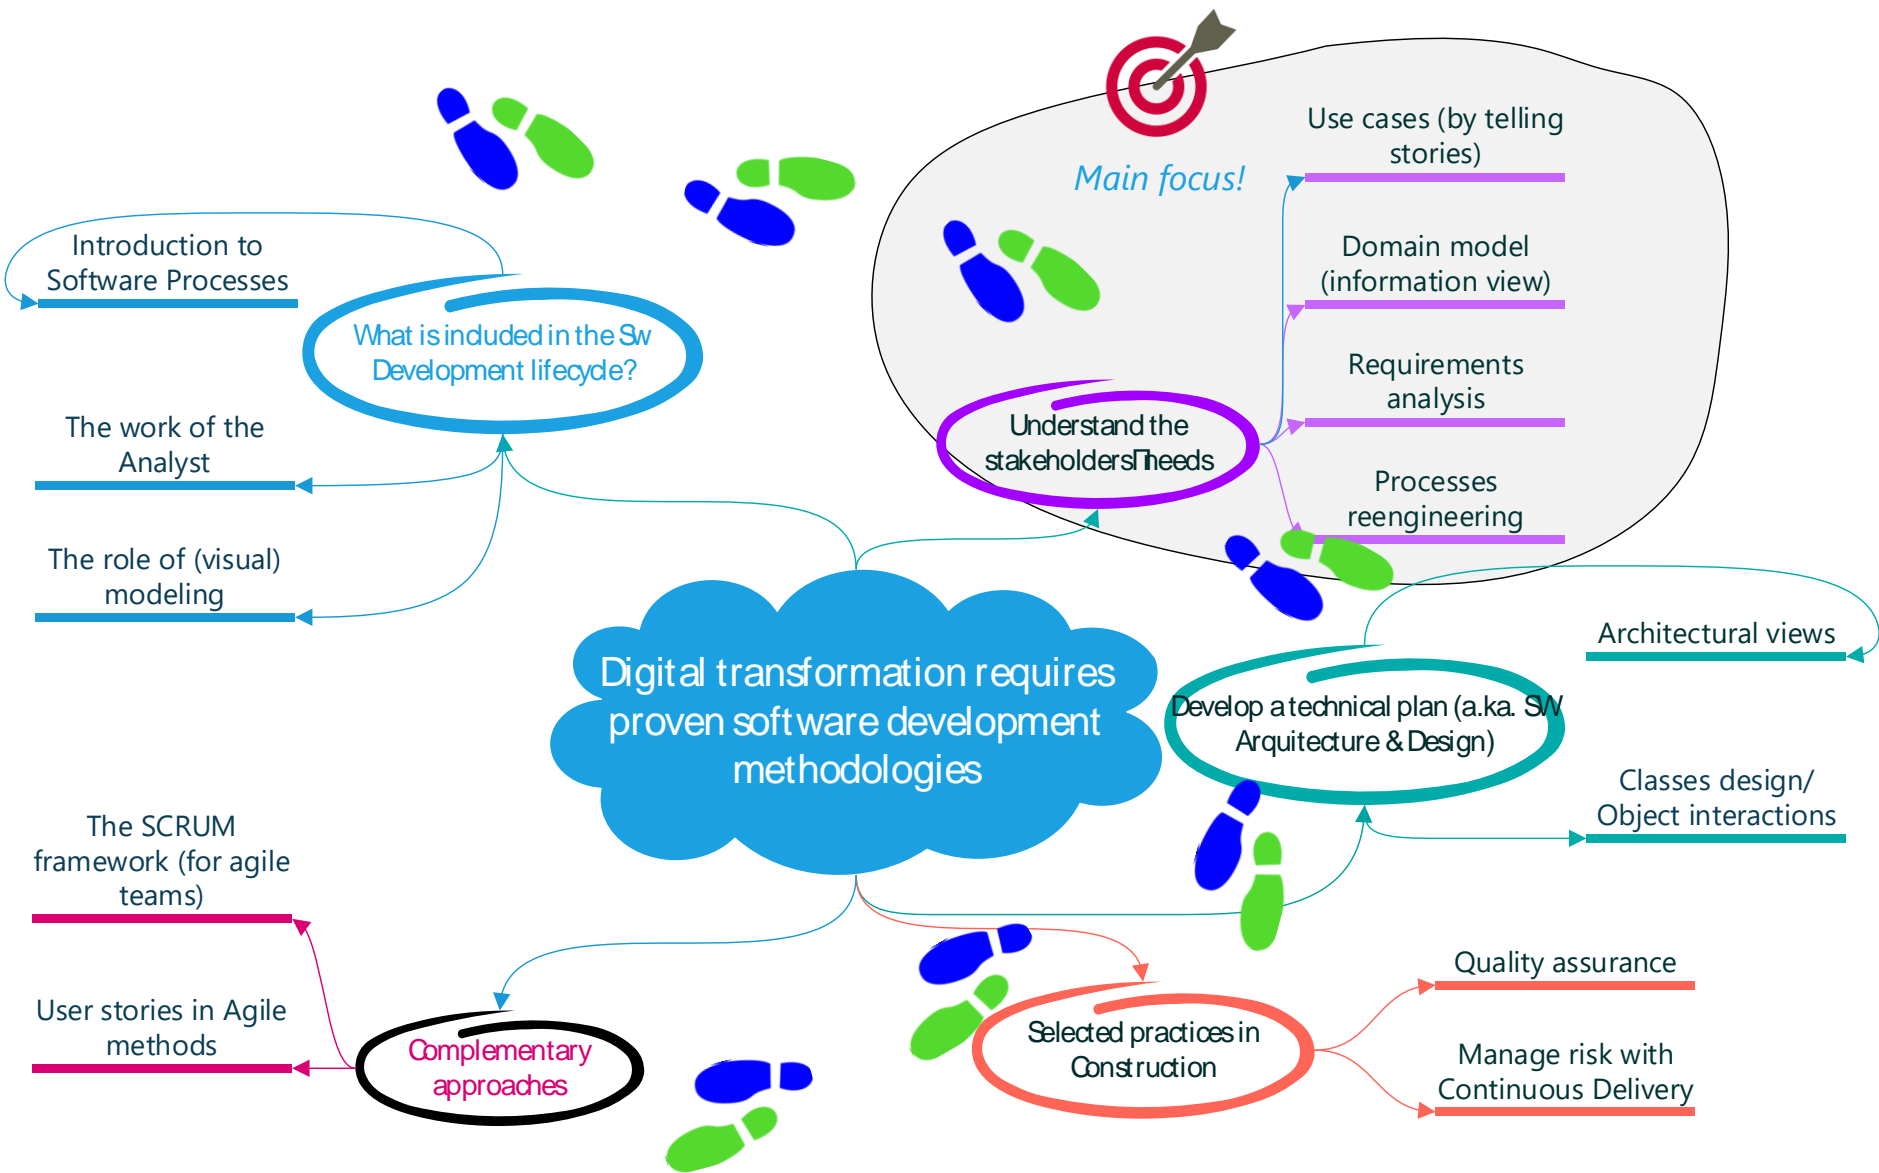 Main focus!
Use cases (by telling
stories)
Domain model
(information view)
Requirements
analysis
Processes
reengineering
Understand the
stakeholders needs
Introduction to
Software Processes
What is included in the Sw
Development lifecycle?
The work of the
Analyst
The role of (visual)
modeling
Digital transformation requires
proven software development
methodologies
Architectural views
Develop a technical plan (a.ka. SW
Arquitecture & Design)
Classes design/
Object interactions
The SCRUM
framework (for agile
teams)
User stories in Agile
methods
Complementary
approaches
Selected practices in
Construction
Quality assurance
Manage risk with
Continuous Delivery